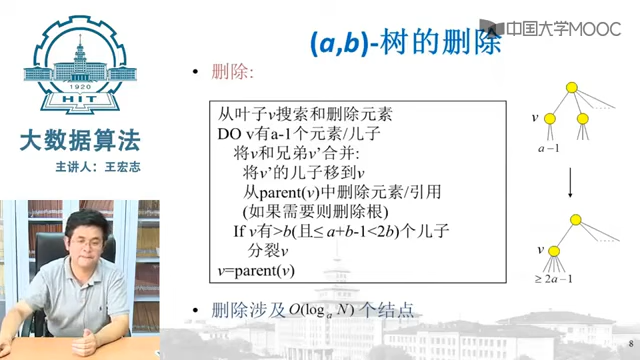 (a,b)-树的删除
中国大学MOOC
1920
HIT
大数据算法
主讲人：王宏志
• 删除:
从叶子v搜索和删除元素
DO v有a-1个元素/儿子
将v和兄弟v’合并:
将v’的儿子移到v
从parent(v)中删除元素/引用
(如果需要则删除根)
If v有>b(且≤ a+b-1<2b)个儿子
分裂v
v=parent(v)
• 删除涉及 O(logₐ N) 个结点
v
a−1
v
≥ 2a−1
8